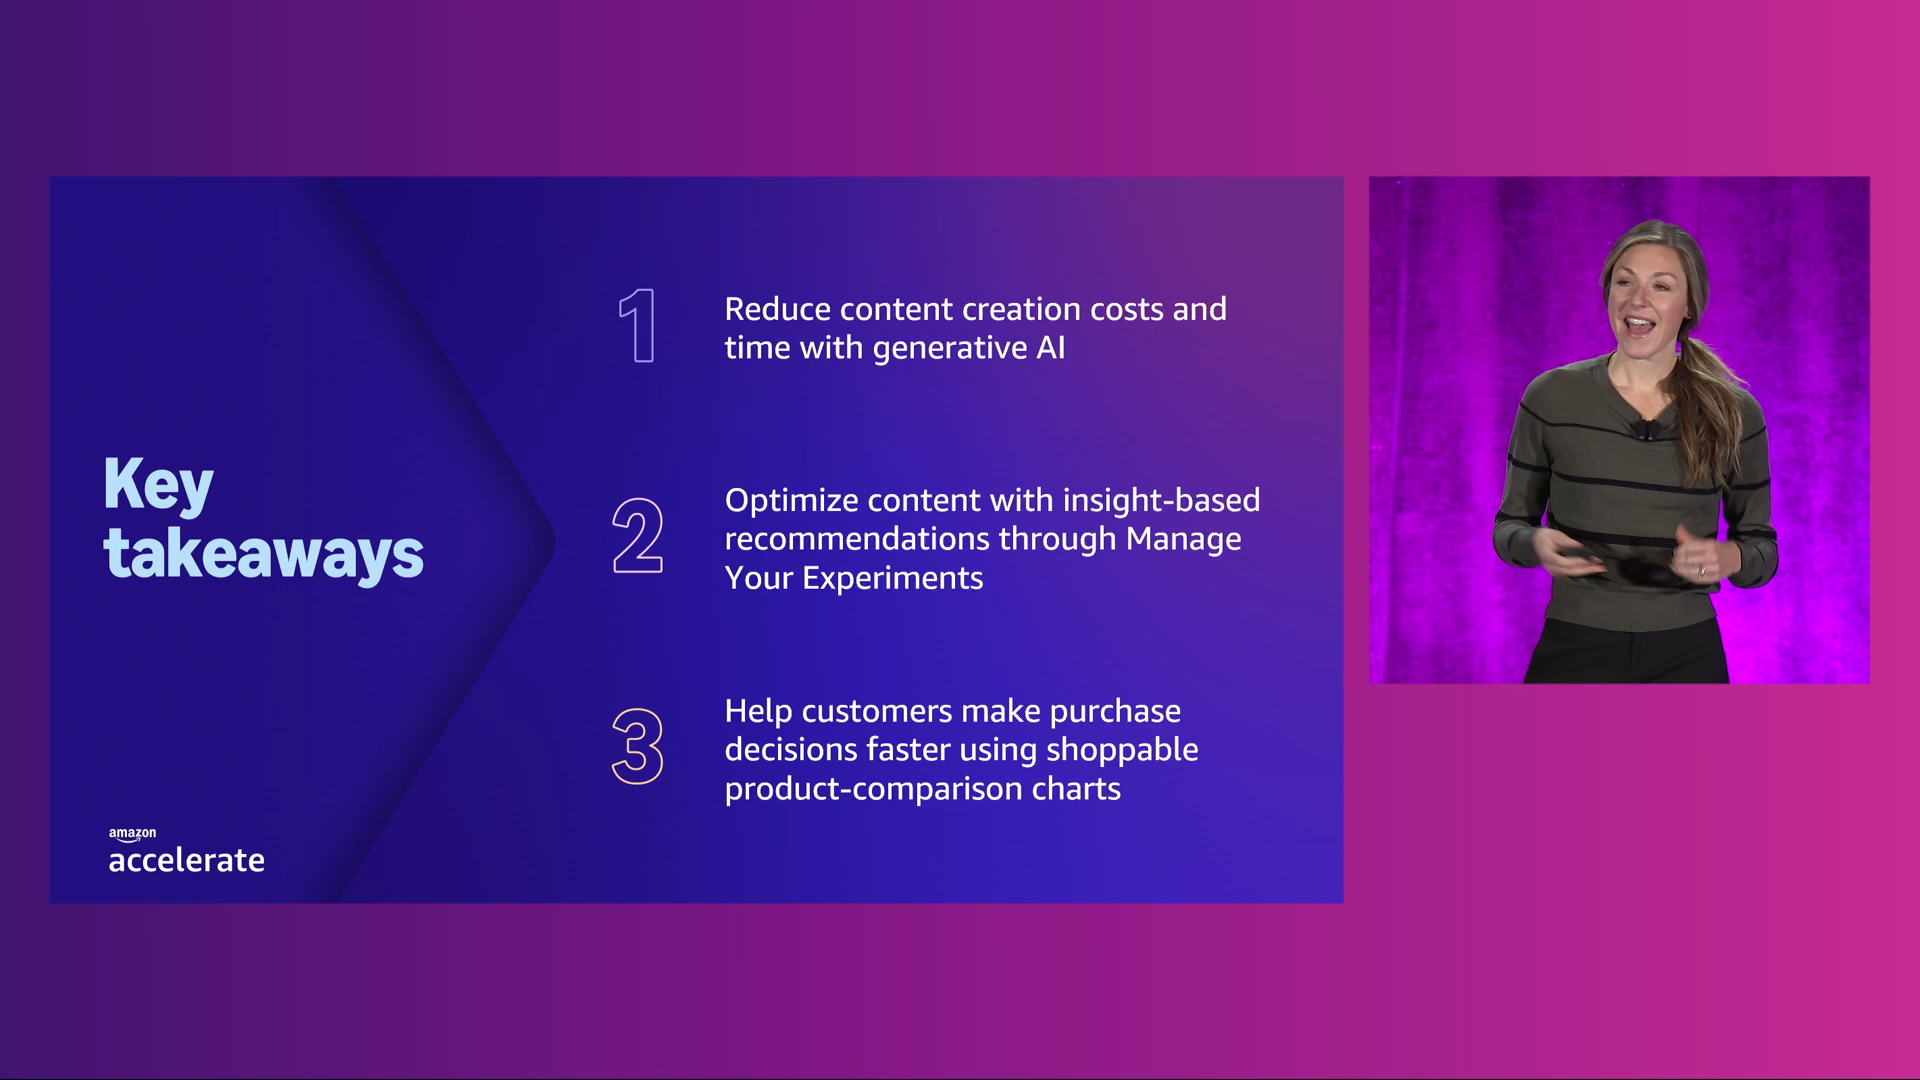 Key
takeaways
1
Reduce content creation costs and
time with generative AI
2
Optimize content with insight-based
recommendations through Manage
Your Experiments
3
Help customers make purchase
decisions faster using shoppable
product-comparison charts
amazon
accelerate